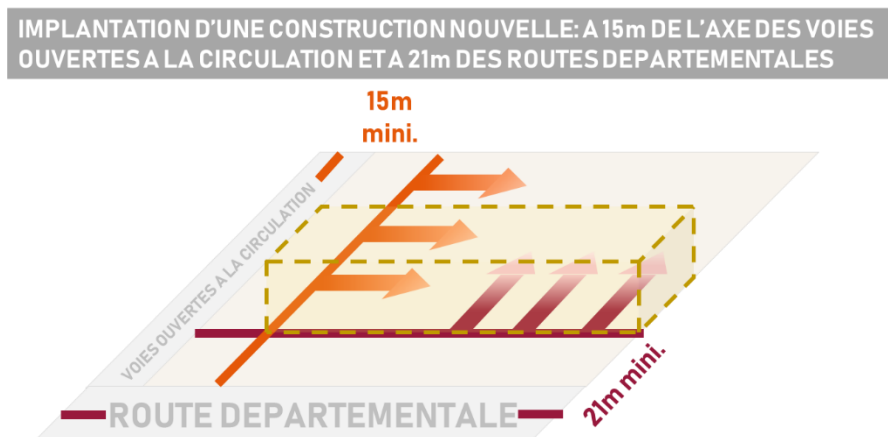 IMPLANTATION D'UNE CONSTRUCTION NOUVELLE: A 15m DE L'AXE DES VOIES
OUVERTES A LA CIRCULATION ET A 21m DES ROUTES DEPARTEMENTALES
15m
mini.
VOIES OUVERTES A LA CIRCULATION
21m mini.
ROUTE DEPARTEMENTALE